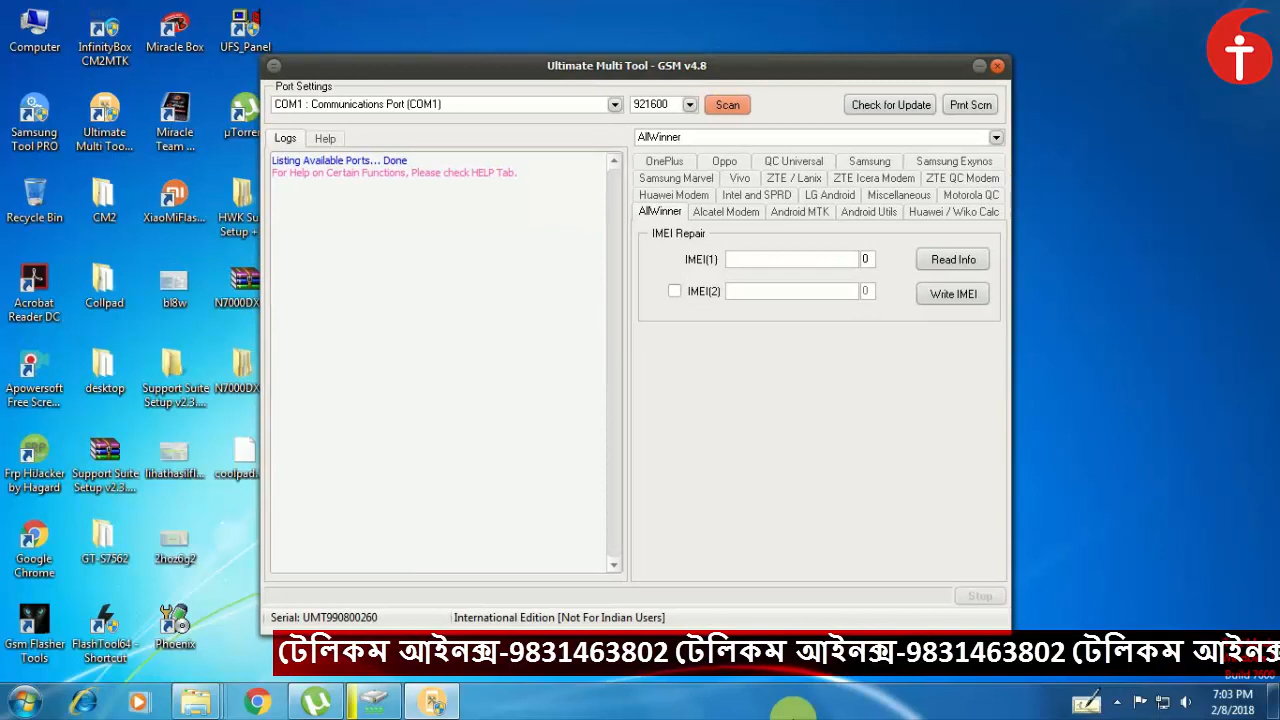 Computer
InfinityBox CM2MTK
Miracle Box
UFS_Panel
Samsung Tool PRO
Ultimate Multi Too...
Miracle Team ...
Recycle Bin
CM2
XiaoMiFlas...
HWK Su Setup +
Acrobat Reader DC
Collpad
bl8w
N7000DX
Apowersoft Free Scre...
desktop
Support Suite Setup v2.3....
N7000DX
Frp HiJacker by Hagard
Support Suite Setup v2.3....
coolpad.
Google Chrome
GT-S7562
2hoz6g2
Gsm Flasher Tools
FlashTool64 - Shortcut
Phoenix
Ultimate Multi Tool - GSM v4.8
Port Settings
COM1 : Communications Port (COM1)
921600
Scan
Check for Update
Prnt Scrn
Logs
Help
Listing Available Ports... Done
For Help on Certain Functions, Please check HELP Tab.
AllWinner
OnePlus Oppo QC Universal Samsung Samsung Exynos
Samsung Marvel Vivo ZTE / Lanix ZTE Icera Modem ZTE QC Modem
Huawei Modem Intel and SPRD LG Android Miscellaneous Motorola QC
AllWinner Alcatel Modem Android MTK Android Utils Huawei / Wiko Calc
IMEI Repair
IMEI(1) 0 Read Info
IMEI(2) 0 Write IMEI
Stop
Serial: UMT990800260
International Edition [Not For Indian Users]
টেলিকম আইনক্স-9831463802 টেলিকম আইনক্স-9831463802 টেলিকম আইনক্স
Build 7600
7:03 PM
2/8/2018